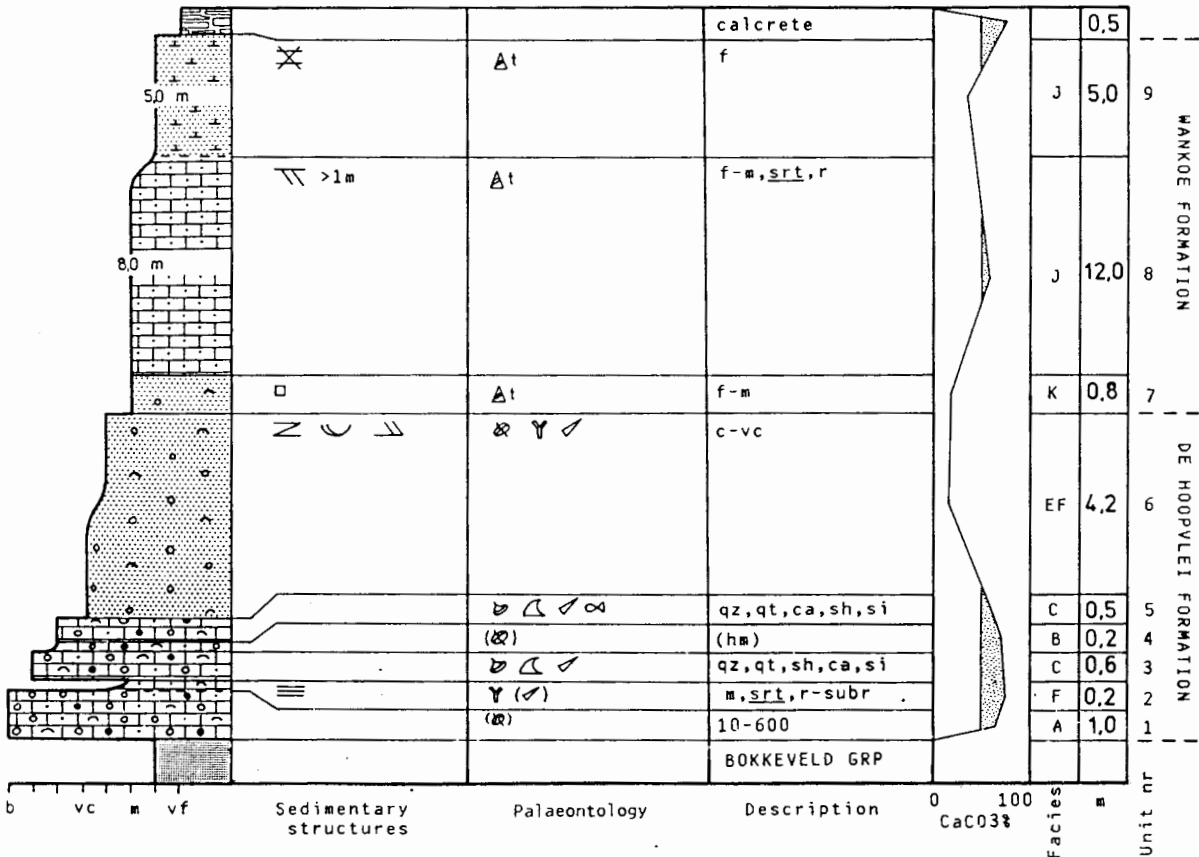 calcrete 0,5
t f J 5,0 9
5,0 m
>1m t f-m,srt,r J 12,0 8
8,0 m
t f-m K 0,8 7
c-vc EF 4,2 6
qz,qt,ca,sh,si C 0,5 5
(hm) B 0,2 4
qz,qt,sh,ca,si C 0,6 3
m,srt,r-subr F 0,2 2
10-600 A 1,0 1
BOKKEVELD GRP
WANKOE FORMATION
DE HOOPVLEI FORMATION
b vc m vf
Sedimentary
structures
Palaeontology
Description
0 100
CaCO3%
Facies
m
Unit nr